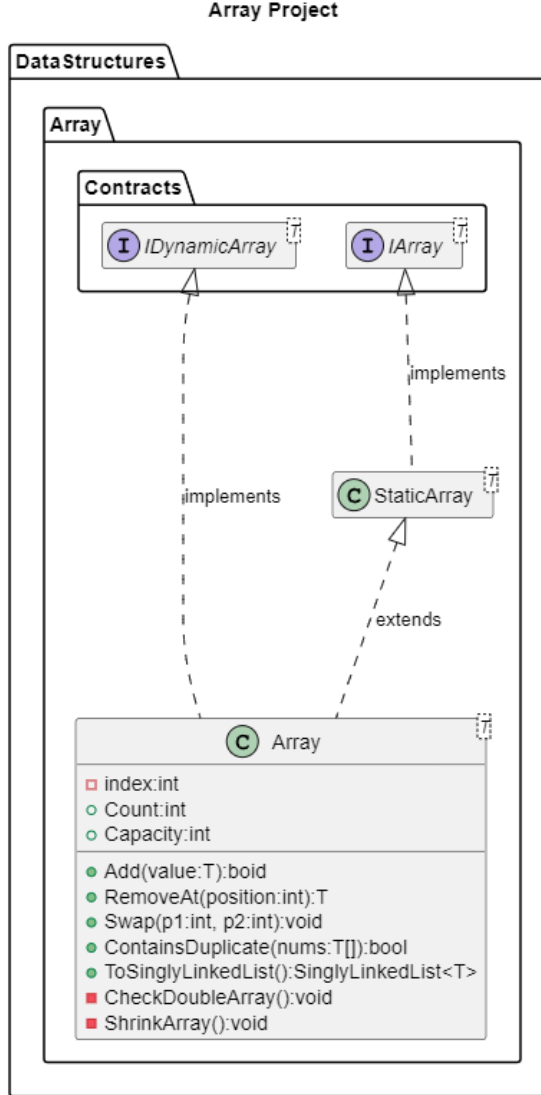 Array Project
DataStructures
Array
Contracts
I IDynamicArray T
I IArray T
implements
C StaticArray T
implements
extends
C Array T
index:int
Count:int
Capacity:int
Add(value:T):boid
RemoveAt(position:int):T
Swap(p1:int, p2:int):void
ContainsDuplicate(nums:T[]):bool
ToSinglyLinkedList():SinglyLinkedList<T>
CheckDoubleArray():void
ShrinkArray():void